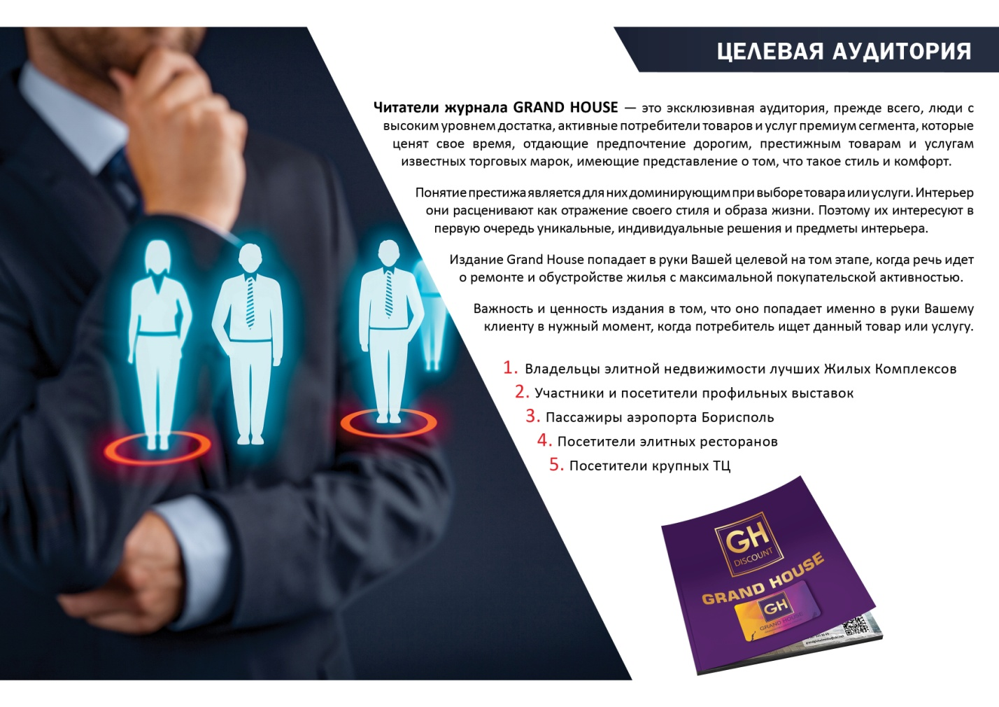 ЦЕЛЕВАЯ АУДИТОРИЯ
Читатели журнала GRAND HOUSE — это эксклюзивная аудитория, прежде всего, люди с
высоким уровнем достатка, активные потребители товаров и услуг премиум сегмента, которые
ценят свое время, отдающие предпочтение дорогим, престижным товарам и услугам
известных торговых марок, имеющие представление о том, что такое стиль и комфорт.
Понятие престижа является для них доминирующим при выборе товара или услуги. Интерьер
они расценивают как отражение своего стиля и образа жизни. Поэтому их интересуют в
первую очередь уникальные, индивидуальные решения и предметы интерьера.
Издание Grand House попадает в руки Вашей целевой на том этапе, когда речь идет
о ремонте и обустройстве жилья с максимальной покупательской активностью.
Важность и ценность издания в том, что оно попадает именно в руки Вашему
клиенту в нужный момент, когда потребитель ищет данный товар или услугу.
1. Владельцы элитной недвижимости лучших Жилых Комплексов
2. Участники и посетители профильных выставок
3. Пассажиры аэропорта Борисполь
4. Посетители элитных ресторанов
5. Посетители крупных ТЦ
GH
DISCOUNT
GRAND HOUSE
GH
GRAND HOUSE